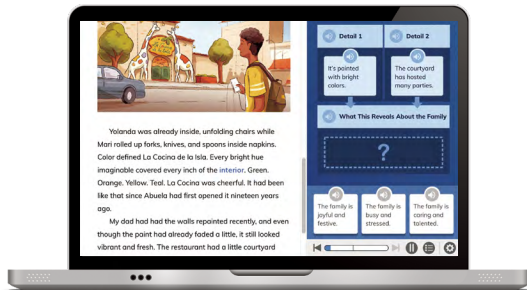 Yolanda was already inside, unfolding chairs while
Mari rolled up forks, knives, and spoons inside napkins.
Color defined La Cocina de la Isla. Every bright hue
imaginable covered every inch of the interior. Green.
Orange. Yellow. Teal. La Cocina was cheerful. It had been
like that since Abuela had first opened it nineteen years
ago.
My dad had had the walls repainted recently, and even
though the paint had already faded a little, it still looked
vibrant and fresh. The restaurant had a little courtyard
Detail 1
Detail 2
It's painted
with bright
colors.
The courtyard
has hosted
many parties.
What This Reveals About the Family
?
The family is
joyful and
festive.
The family is
busy and
stressed.
The family is
caring and
talented.